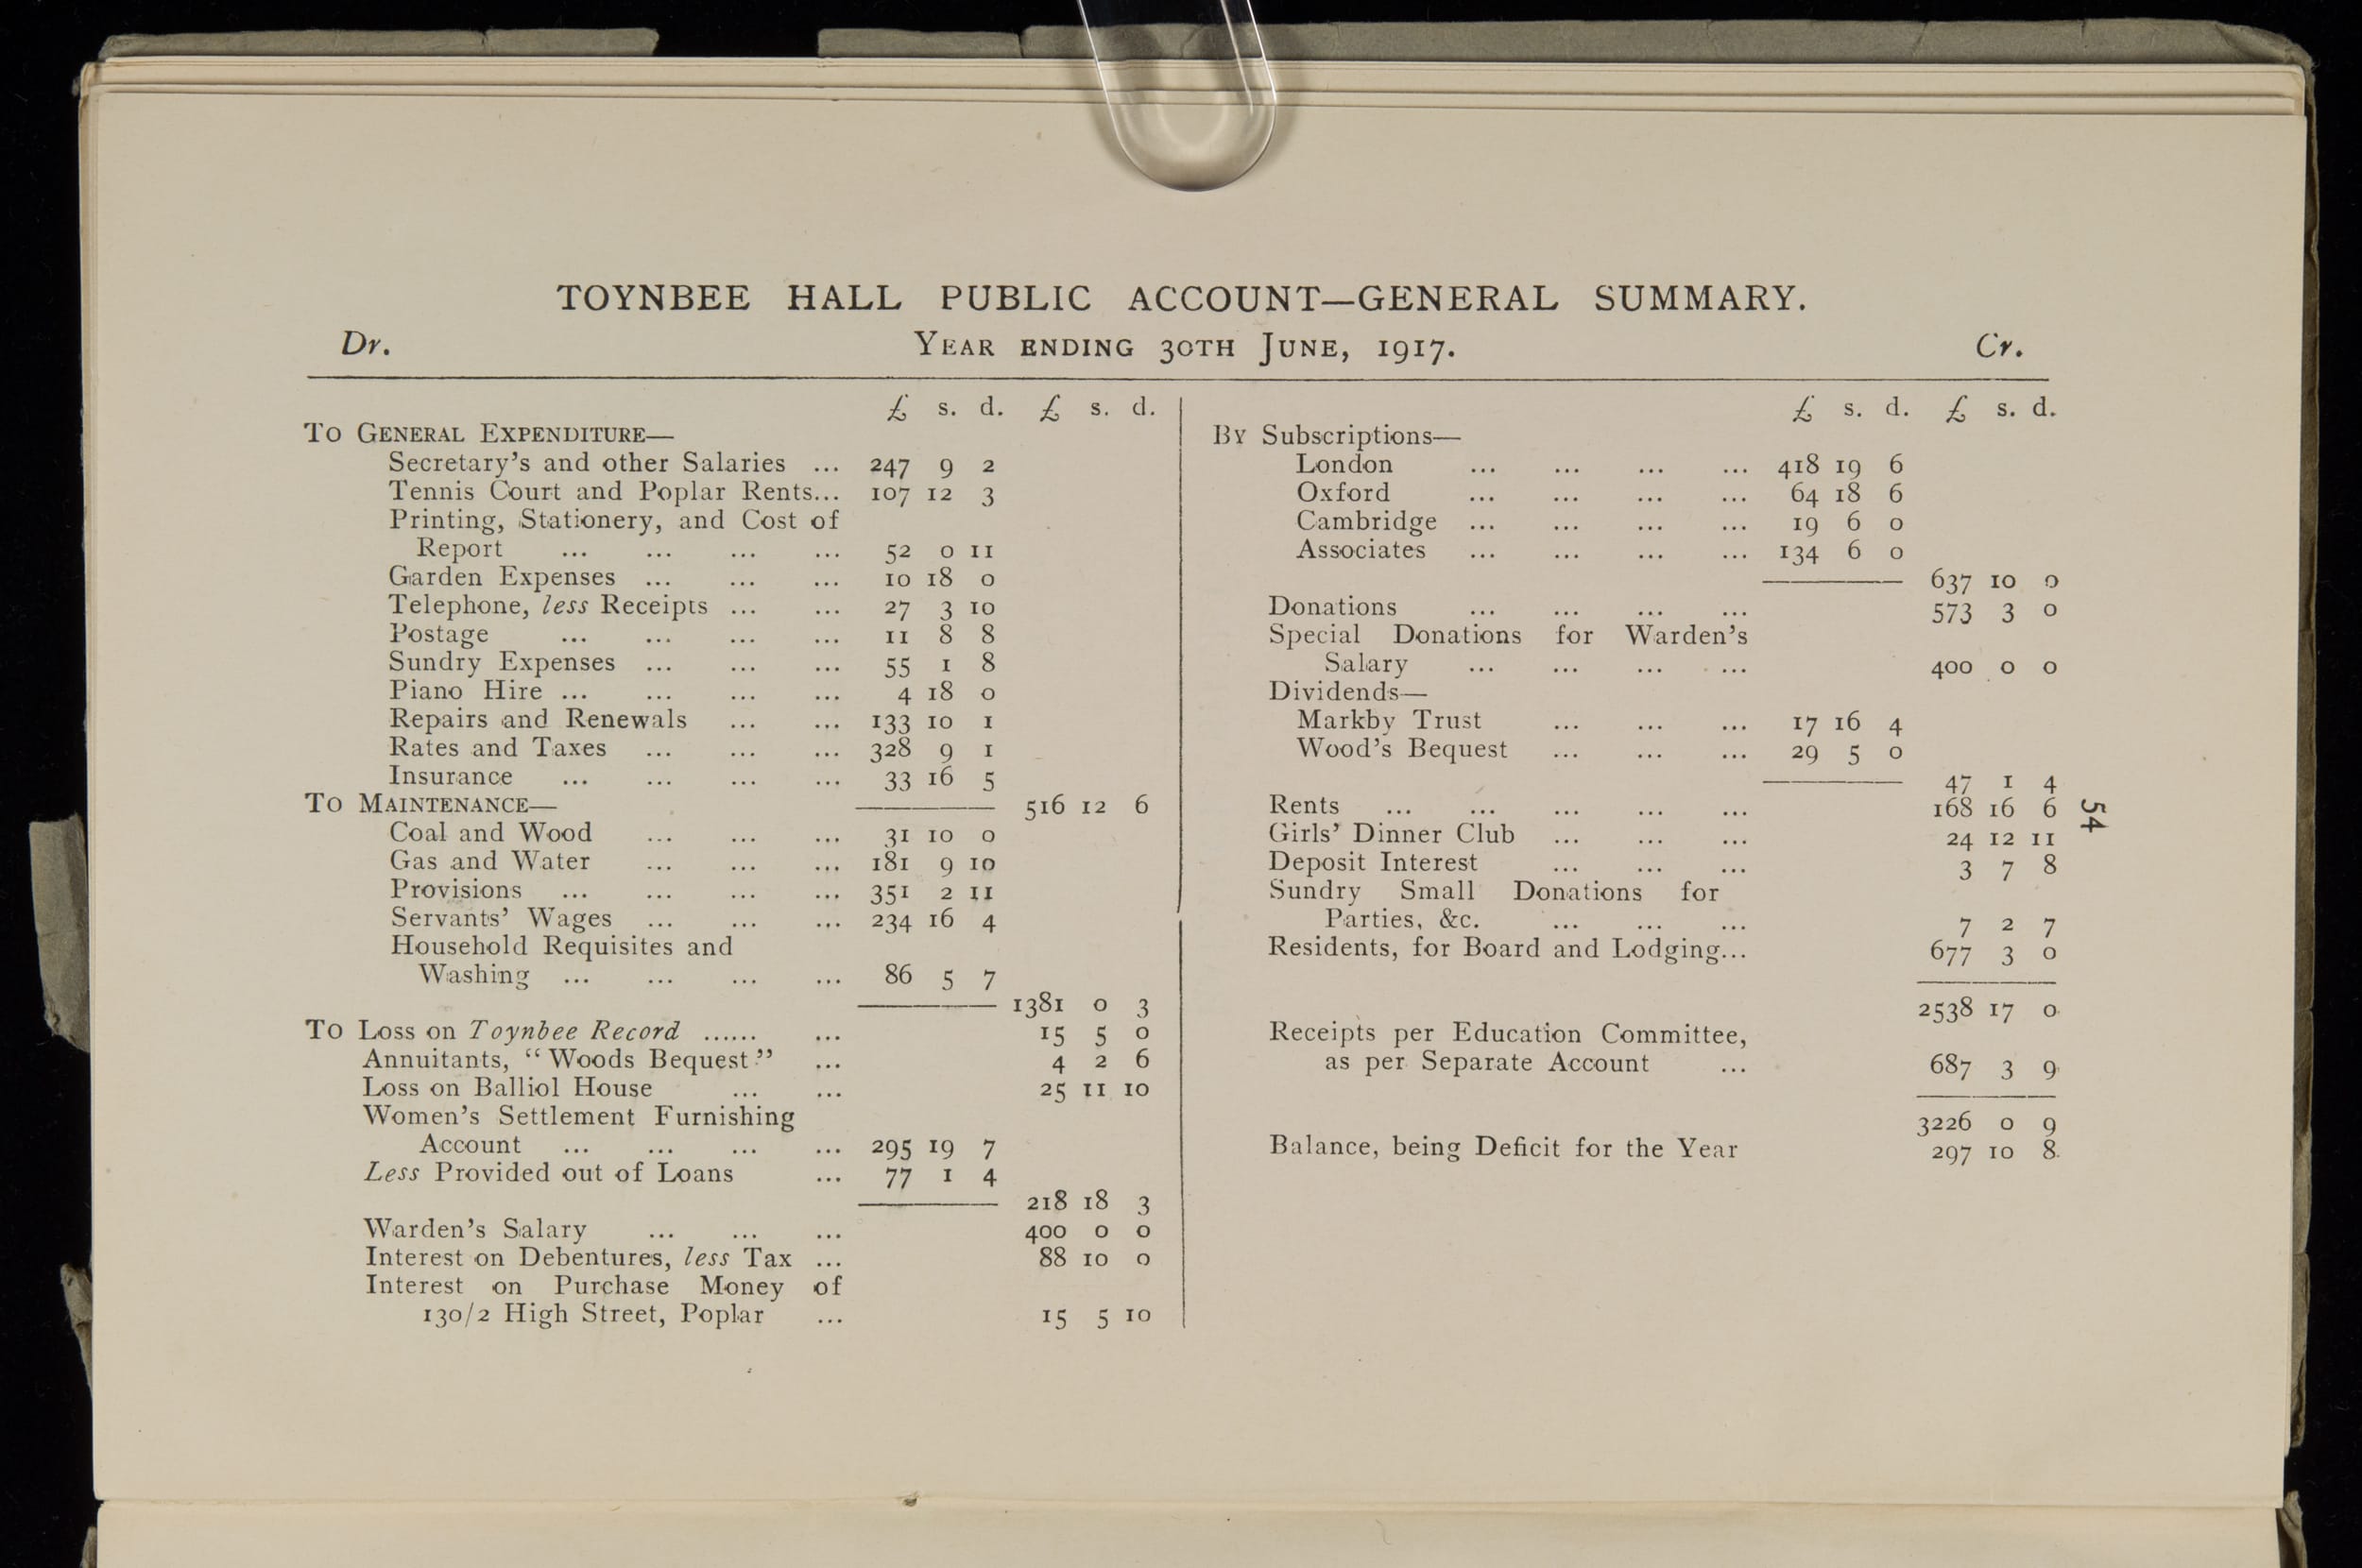 TOYNBEE HALL PUBLIC ACCOUNT—GENERAL SUMMARY.
Dr. YEAR ENDING 30TH JUNE, 1917. Cr.
£ s. d. £ s. d.
TO GENERAL EXPENDITURE—
Secretary's and other Salaries ... 247 9 2
Tennis Court and Poplar Rents... 107 12 3
Printing, Stationery, and Cost of
Report ... ... ... ... 52 0 11
Garden Expenses ... ... ... 10 18 0
Telephone, less Receipts ... ... 27 3 10
Postage ... ... ... ... 11 8 8
Sundry Expenses ... ... ... 55 1 8
Piano Hire ... ... ... ... 4 18 0
Repairs and Renewals ... ... 133 10 1
Rates and Taxes ... ... ... 328 9 1
Insurance ... ... ... ... 33 16 5
TO MAINTENANCE— 516 12 6
Coal and Wood ... ... ... 31 10 0
Gas and Water ... ... ... 181 9 10
Provisions ... ... ... ... 351 2 11
Servants' Wages ... ... ... 234 16 4
Household Requisites and
Washing ... ... ... ... 86 5 7
1381 0 3
TO Loss on Toynbee Record ...... ... 15 5 0
Annuitants, "Woods Bequest" ... 4 2 6
Loss on Balliol House ... ... 25 11 10
Women's Settlement Furnishing
Account ... ... ... ... 295 19 7
Less Provided out of Loans ... 77 1 4
218 18 3
Warden's Salary ... ... ... 400 0 0
Interest on Debentures, less Tax ... 88 10 0
Interest on Purchase Money of
130/2 High Street, Poplar ... 15 5 10
£ s. d. £ s. d.
BY Subscriptions—
London ... ... ... ... 418 19 6
Oxford ... ... ... ... 64 18 6
Cambridge ... ... ... ... 19 6 0
Associates ... ... ... ... 134 6 0
637 10 0
Donations ... ... ... ... 573 3 0
Special Donations for Warden's
Salary ... ... ... ... 400 0 0
Dividends—
Markby Trust ... ... ... 17 16 4
Wood's Bequest ... ... ... 29 5 0
47 1 4
Rents ... ... ... ... ... 168 16 6
Girls' Dinner Club ... ... ... 24 12 11
Deposit Interest ... ... ... 3 7 8
Sundry Small Donations for
Parties, &c. ... ... ... 7 2 7
Residents, for Board and Lodging... 677 3 0
2538 17 0
Receipts per Education Committee,
as per Separate Account ... 687 3 9
3226 0 9
Balance, being Deficit for the Year 297 10 8
54